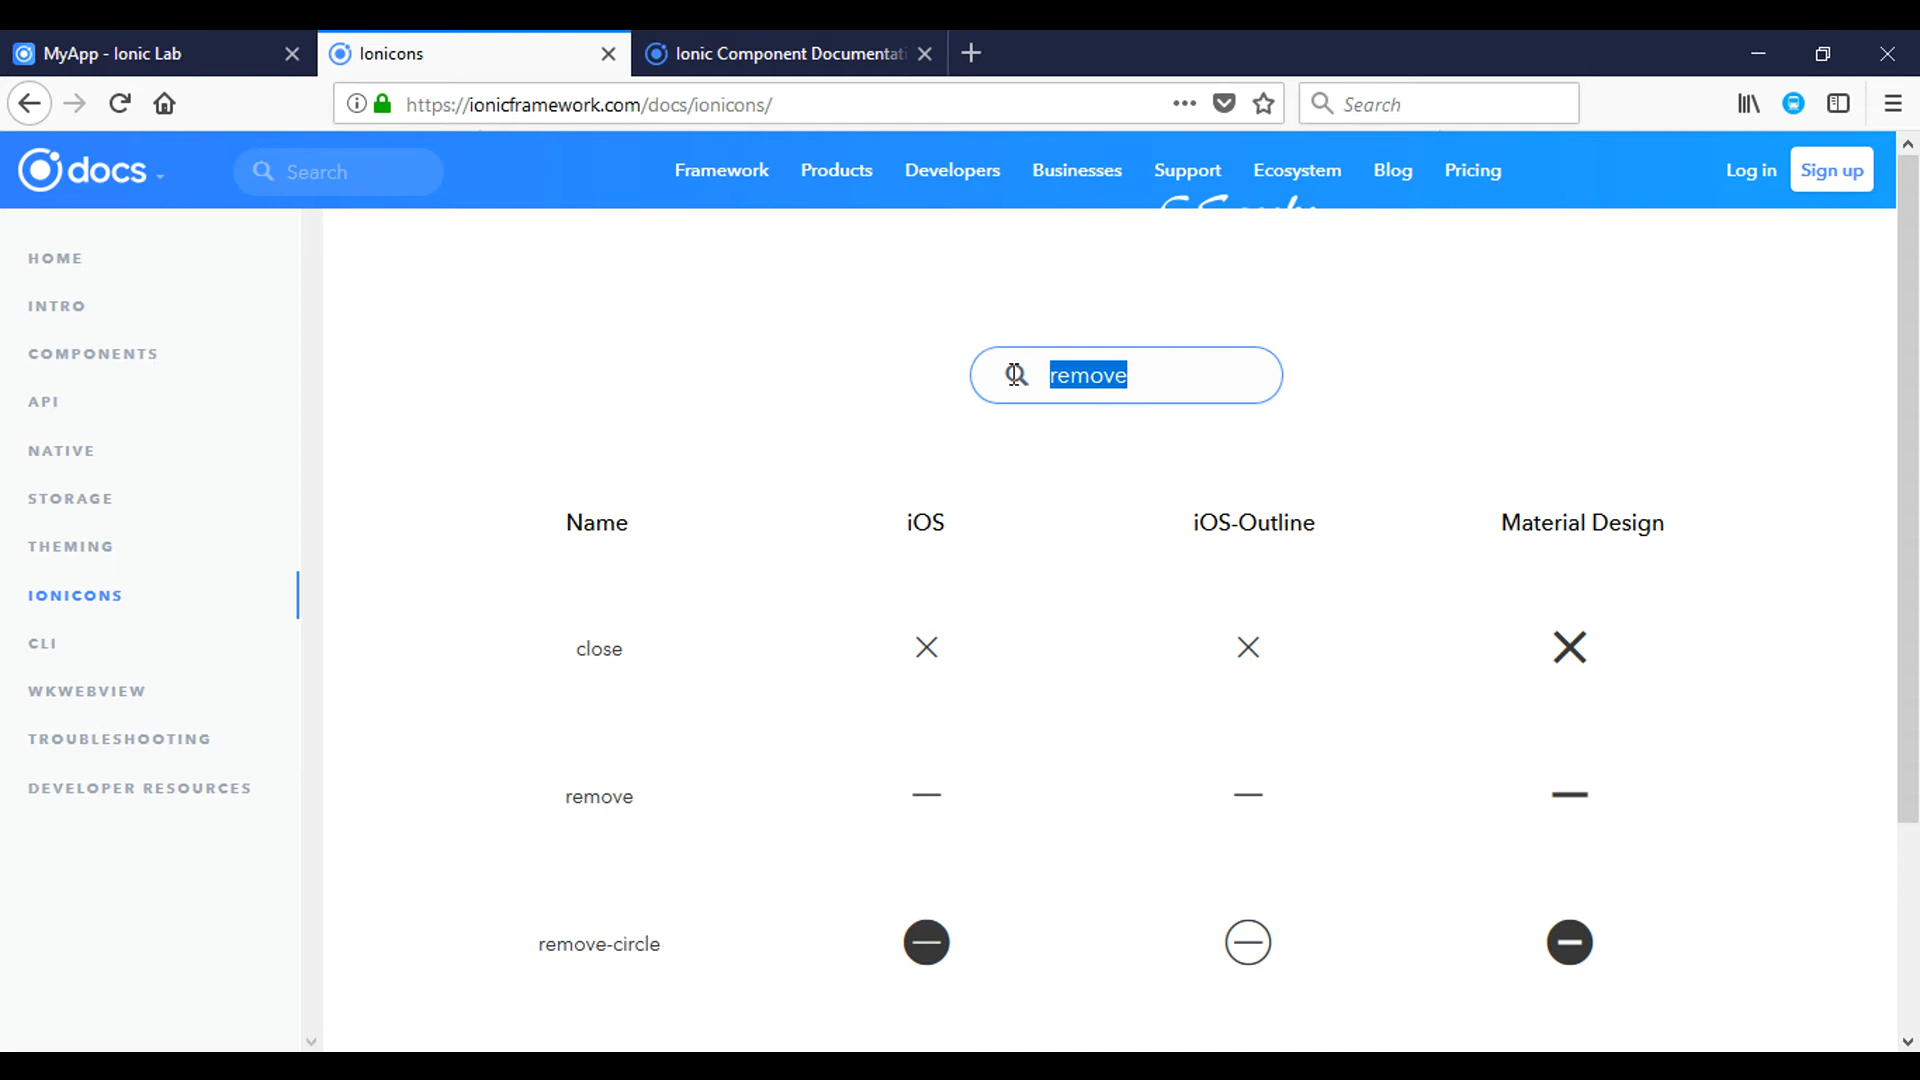 MyApp - Ionic Lab
Ionicons
Ionic Component Documentati
https://ionicframework.com/docs/ionicons/
Search
docs
Search
Framework
Products
Developers
Businesses
Support
Ecosystem
Blog
Pricing
Log in
Sign up
HOME
INTRO
COMPONENTS
API
NATIVE
STORAGE
THEMING
IONICONS
CLI
WKWEBVIEW
TROUBLESHOOTING
DEVELOPER RESOURCES
remove
Name iOS iOS-Outline Material Design
close
remove
remove-circle